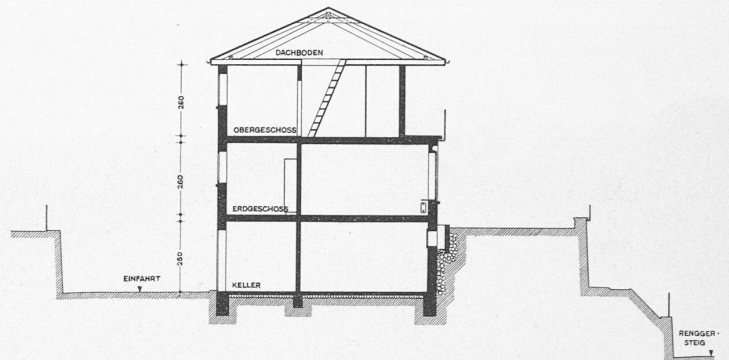 DACHBODEN
260
OBERGESCHOSS
260
ERDGESCHOSS
250
EINFAHRT
KELLER
RENGGER-
STEIG